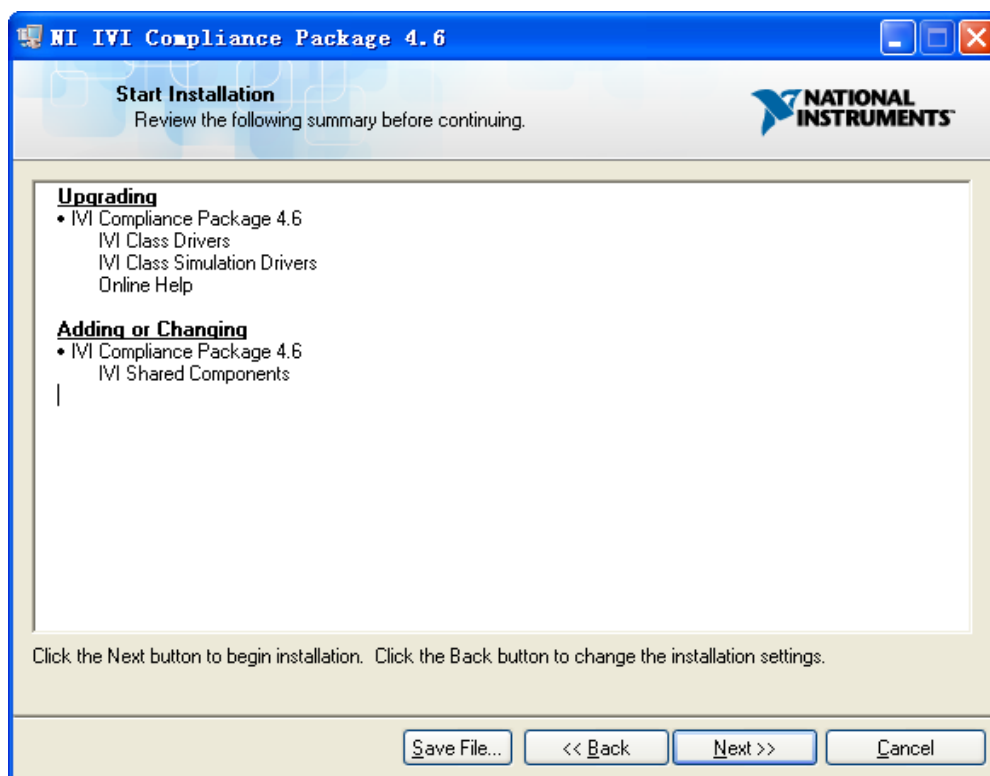 NI IVI Compliance Package 4.6
Start Installation
Review the following summary before continuing.
NATIONAL
INSTRUMENTS
Upgrading
• IVI Compliance Package 4.6
IVI Class Drivers
IVI Class Simulation Drivers
Online Help
Adding or Changing
• IVI Compliance Package 4.6
IVI Shared Components
Click the Next button to begin installation.  Click the Back button to change the installation settings.
Save File... << Back Next >> Cancel